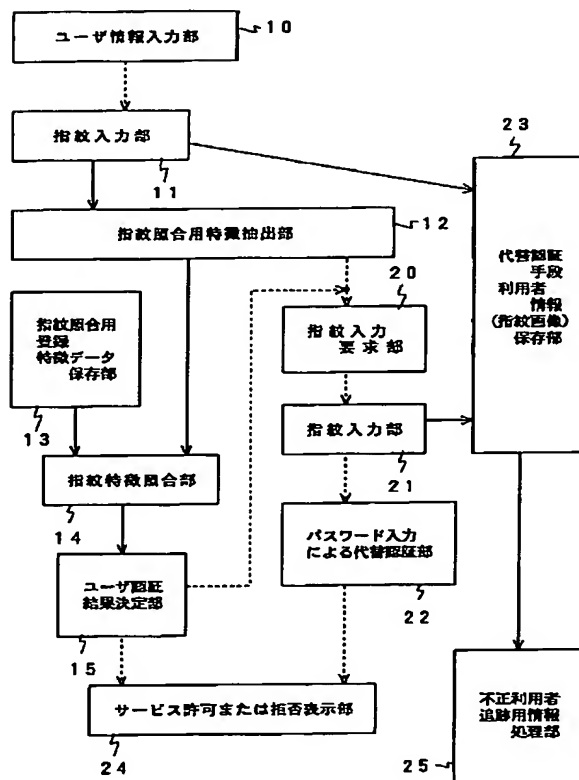 ユーザ情報入力部
10
指紋入力部
11
23
指紋照合用特徴抽出部
12
代替認証
手段
利用者
情報
(指紋画像)
保存部
20
指紋入力
要求部
指紋照合用
登録
特徴データ
保存部
13
指紋入力部
21
指紋特徴照合部
14
パスワード入力
による代替認証部
22
ユーザ認証
結果決定部
15
サービス許可または拒否表示部
24
不正利用者
追跡用情報
処理部
25